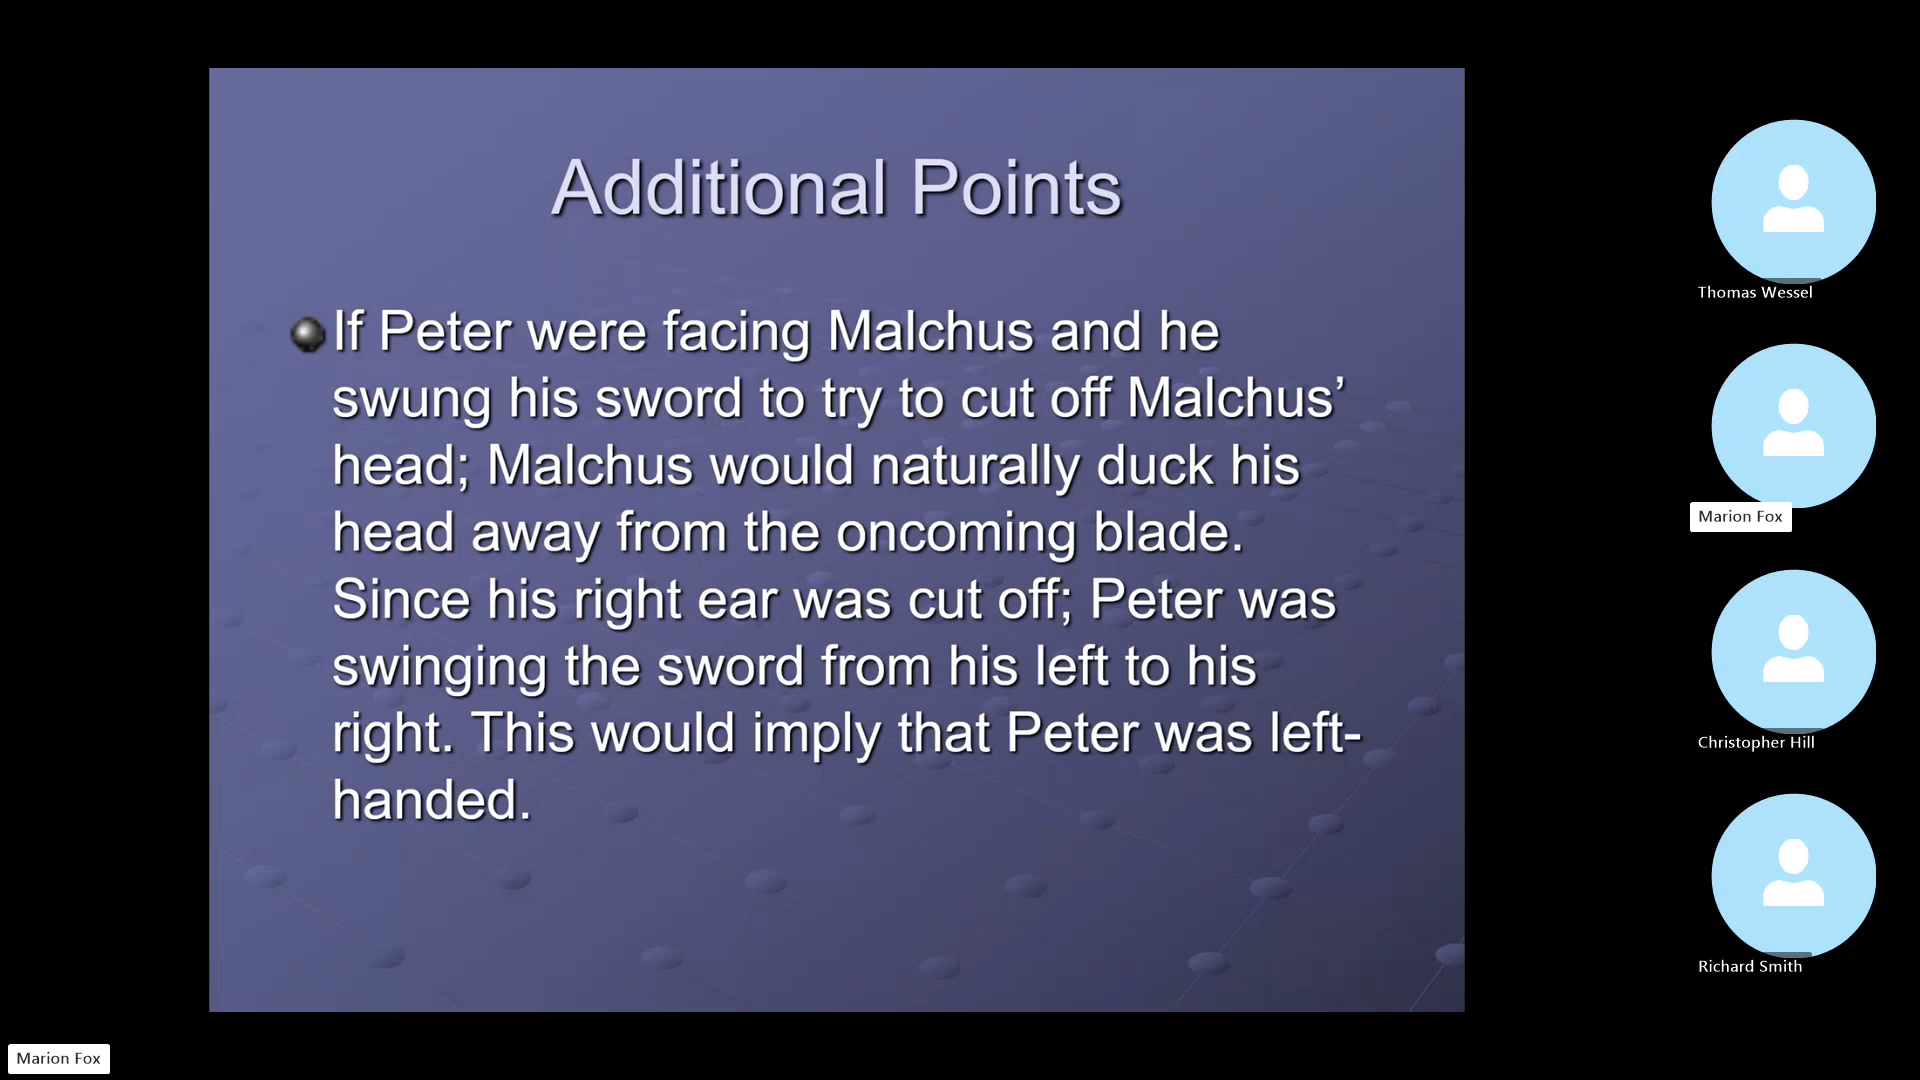 Additional Points
If Peter were facing Malchus and he
swung his sword to try to cut off Malchus’
head; Malchus would naturally duck his
head away from the oncoming blade.
Since his right ear was cut off; Peter was
swinging the sword from his left to his
right. This would imply that Peter was left-
handed.
Thomas Wessel
Marion Fox
Christopher Hill
Richard Smith
Marion Fox